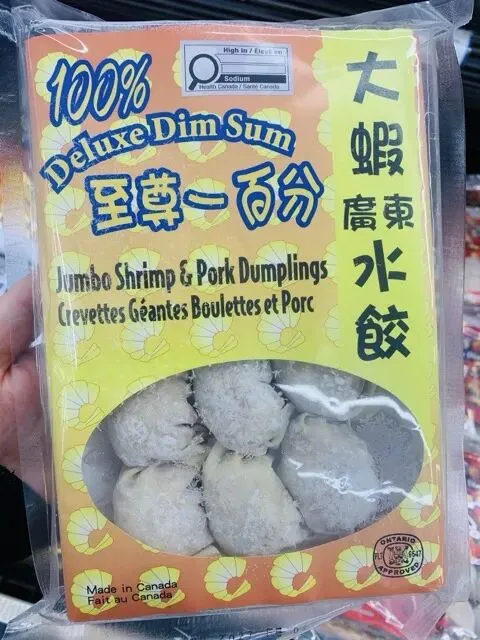 High in / Élevé en
Sodium
Health Canada / Santé Canada
100%
Deluxe Dim Sum
至尊一百分
大蝦
廣東
水餃
Jumbo Shrimp & Pork Dumplings
Crevettes Géantes Boulettes et Porc
ONTARIO
6547
APPROVED
Made in Canada
Fait au Canada